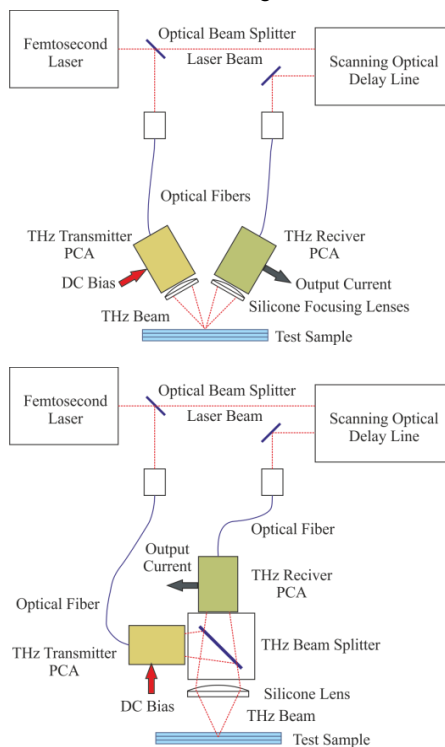 Femtosecond
Laser
Optical Beam Splitter
Laser Beam
Scanning Optical
Delay Line
Optical Fibers
THz Transmitter
PCA
THz Reciver
PCA
DC Bias
Output Current
THz Beam
Silicone Focusing Lenses
Test Sample
Femtosecond
Laser
Optical Beam Splitter
Laser Beam
Scanning Optical
Delay Line
Optical Fiber
Output
Current
THz Reciver
PCA
Optical Fiber
THz Transmitter
PCA
THz Beam Splitter
DC Bias
Silicone Lens
THz Beam
Test Sample